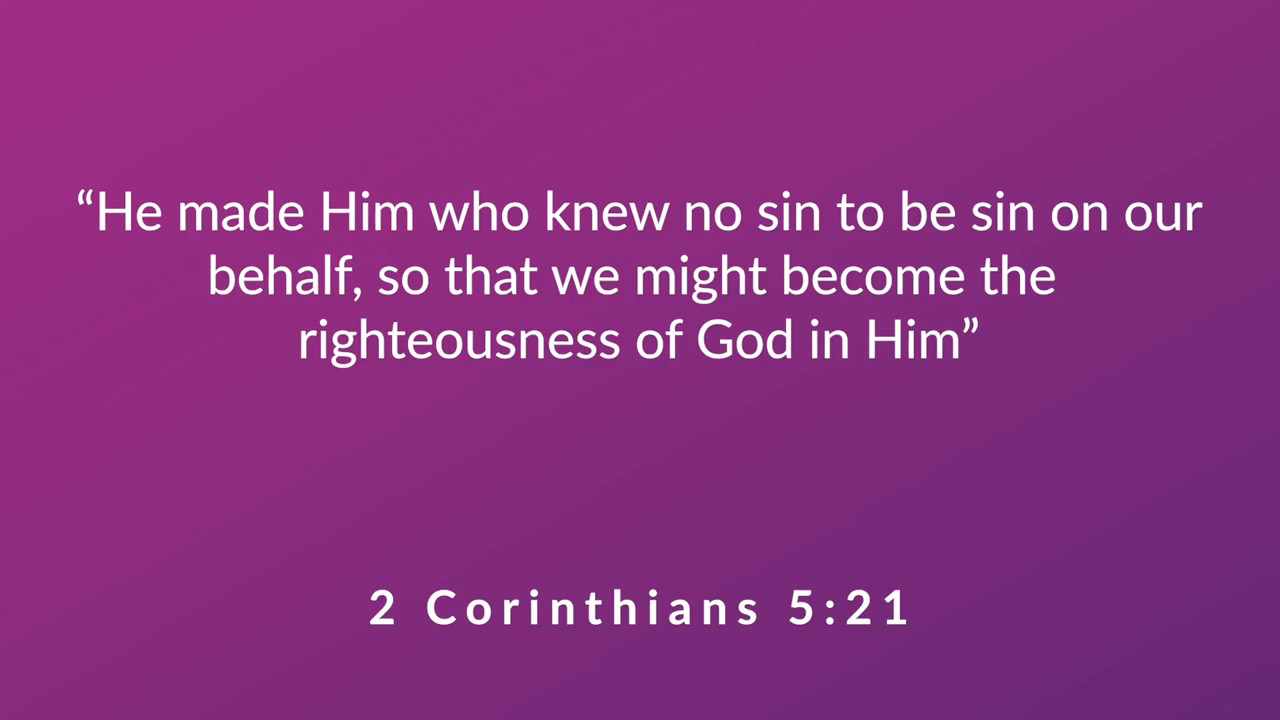 “He made Him who knew no sin to be sin on our
behalf, so that we might become the
righteousness of God in Him”
2 Corinthians 5:21